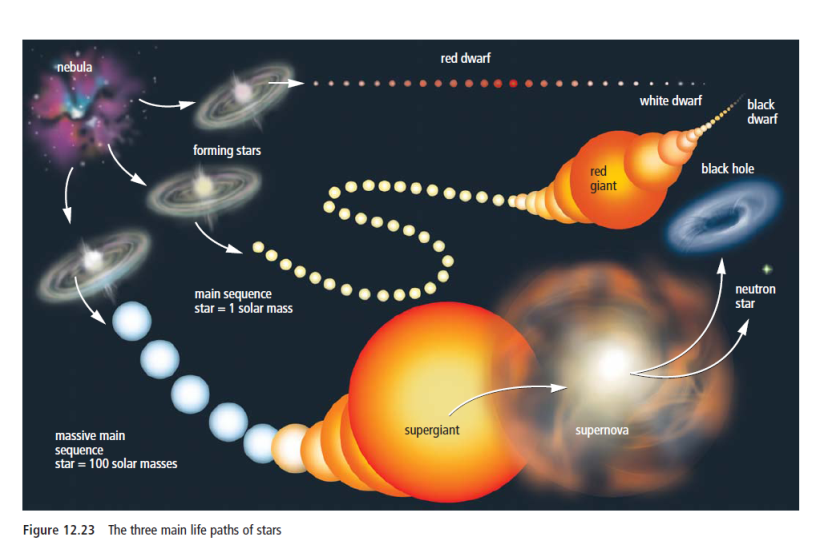 nebula
red dwarf
white dwarf
black
dwarf
forming stars
red
giant
black hole
main sequence
star = 1 solar mass
neutron
star
massive main
sequence
star = 100 solar masses
supergiant
supernova
Figure 12.23 The three main life paths of stars